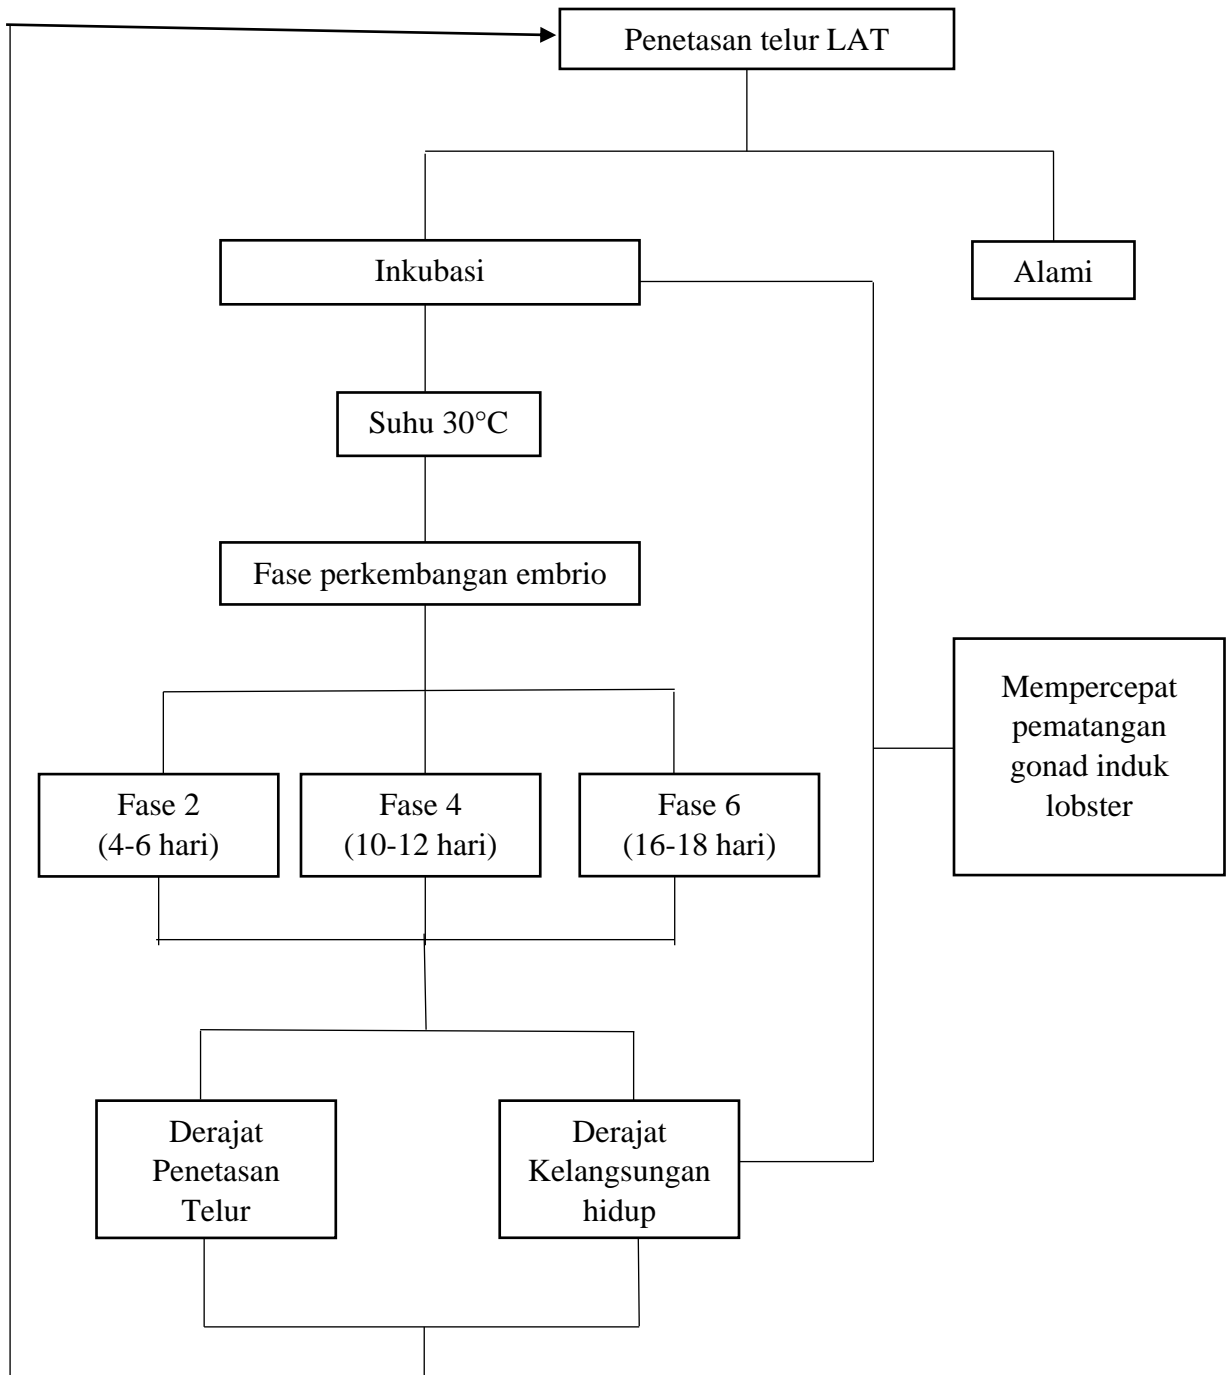 Penetasan telur LAT
Inkubasi
Alami
Suhu 30°C
Fase perkembangan embrio
Mempercepat
pematangan
gonad induk
lobster
Fase 2
(4-6 hari)
Fase 4
(10-12 hari)
Fase 6
(16-18 hari)
Derajat
Penetasan
Telur
Derajat
Kelangsungan
hidup